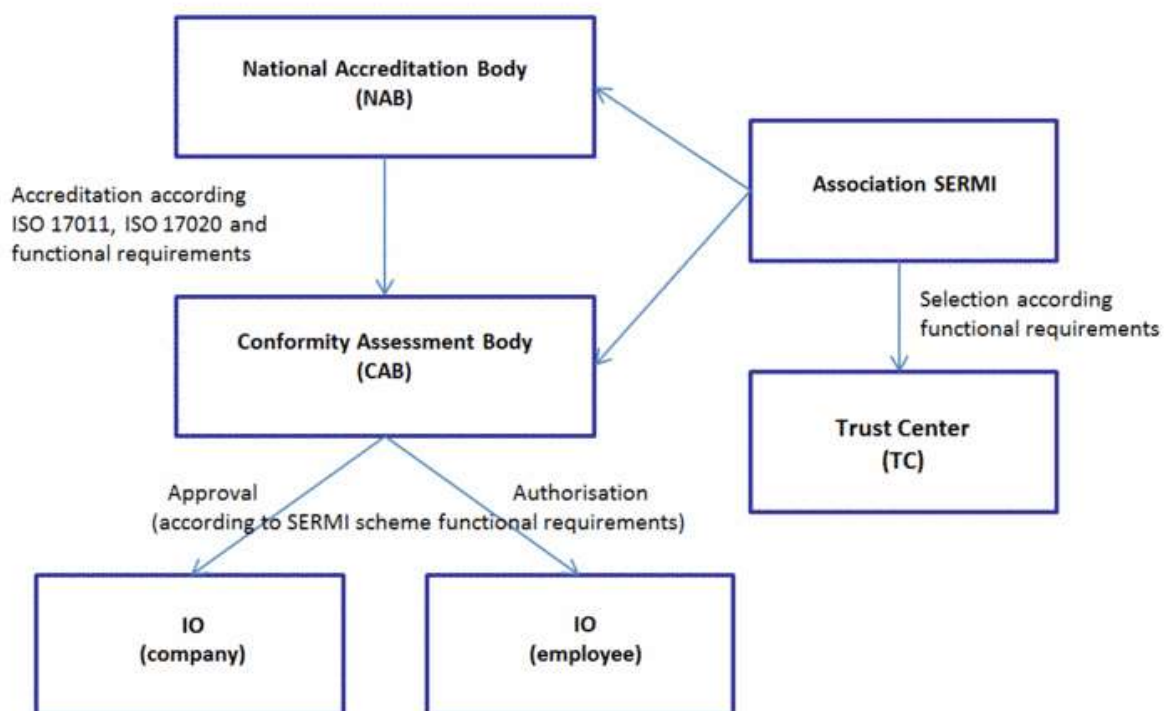 National Accreditation Body
(NAB)
Association SERMI
Accreditation according
ISO 17011, ISO 17020 and
functional requirements
Selection according
functional requirements
Conformity Assessment Body
(CAB)
Trust Center
(TC)
Approval
Authorisation
(according to SERMI scheme functional requirements)
IO
(company)
IO
(employee)